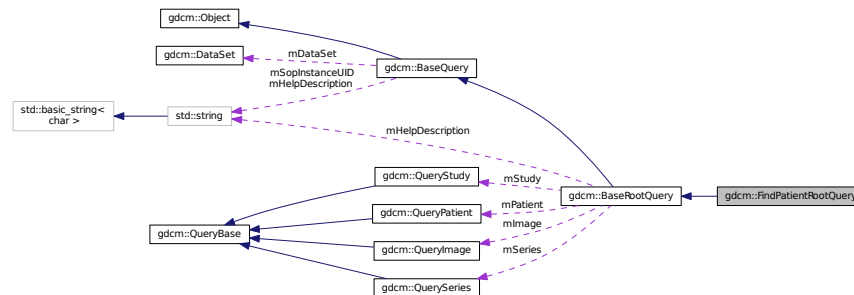 gdcm::Object
gdcm::DataSet
mDataSet
gdcm::BaseQuery
mSopInstanceUID
mHelpDescription
std::basic_string<
char >
std::string
mHelpDescription
gdcm::QueryStudy
mStudy
gdcm::BaseRootQuery
gdcm::FindPatientRootQuery
mPatient
gdcm::QueryPatient
mImage
gdcm::QueryBase
gdcm::QueryImage
mSeries
gdcm::QuerySeries